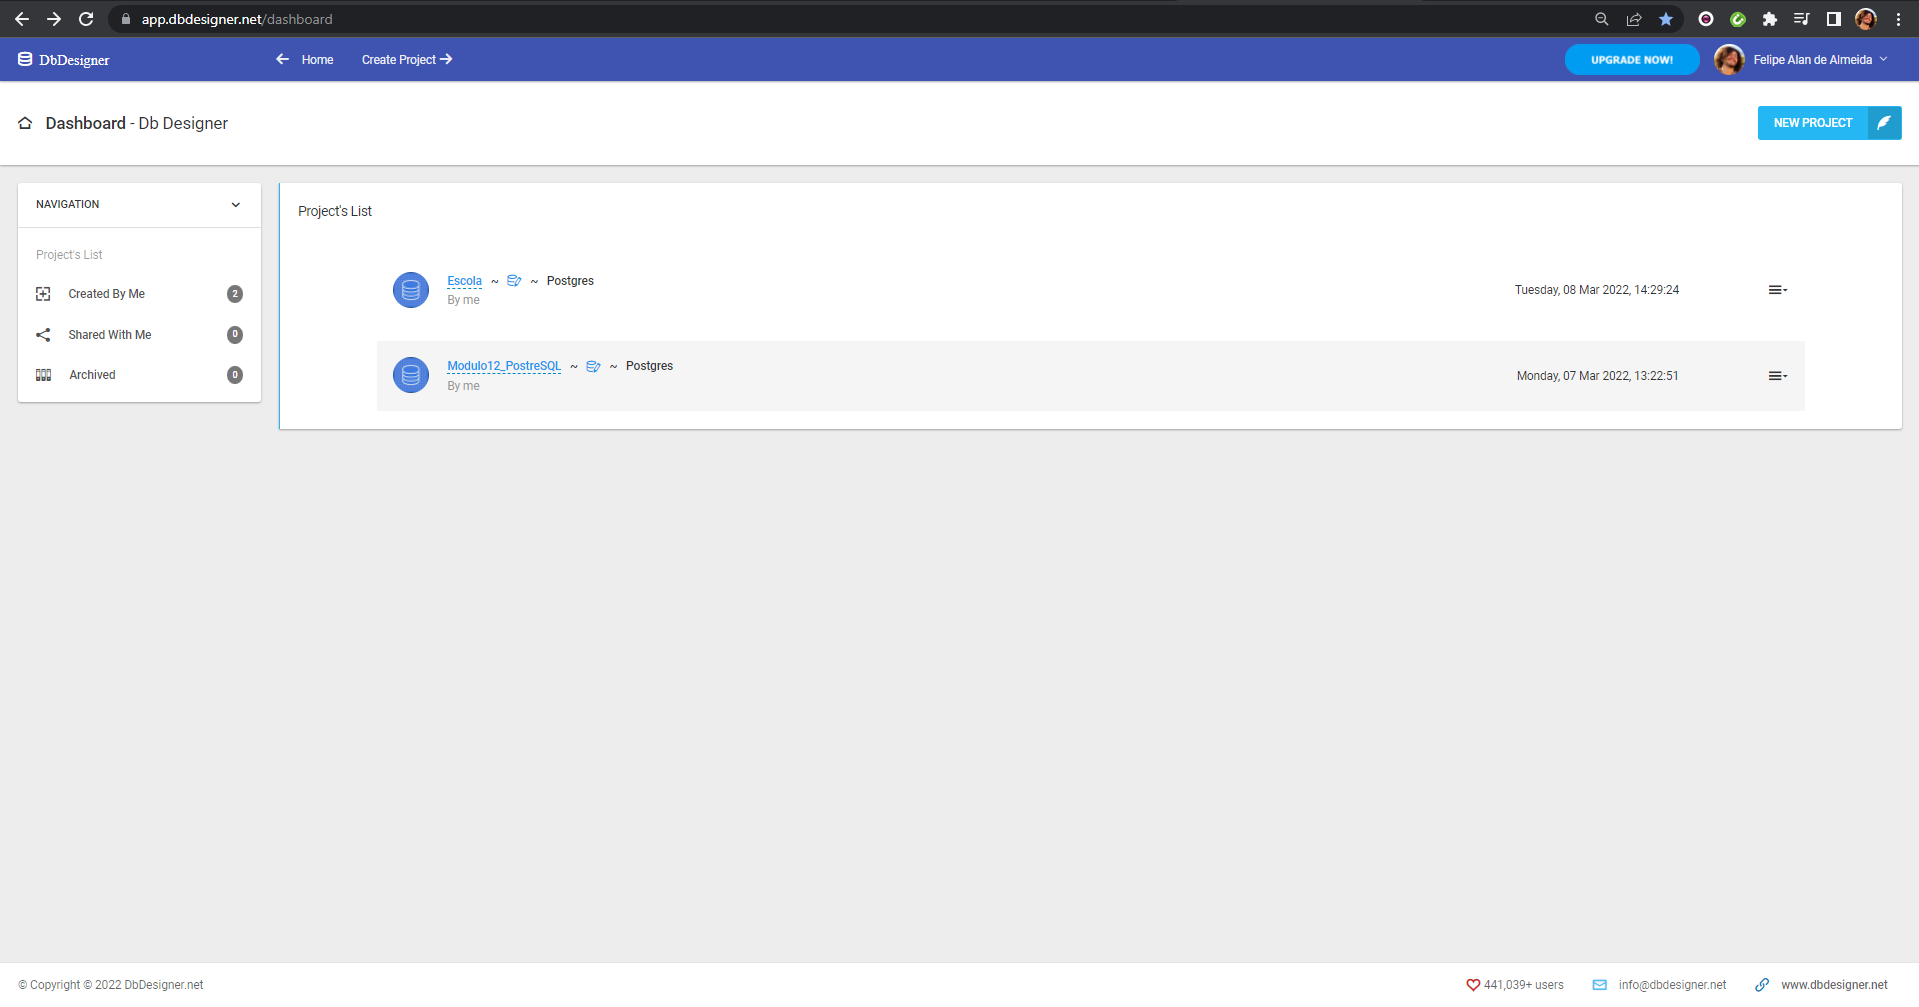 app.dbdesigner.net/dashboard
DbDesigner
Home
Create Project
UPGRADE NOW!
Felipe Alan de Almeida
Dashboard - Db Designer
NEW PROJECT
NAVIGATION
Project's List
Created By Me 2
Shared With Me 0
Archived 0
Project's List
Escola ~ ~ Postgres
By me
Tuesday, 08 Mar 2022, 14:29:24
Modulo12_PostreSQL ~ ~ Postgres
By me
Monday, 07 Mar 2022, 13:22:51
© Copyright © 2022 DbDesigner.net
441,039+ users
info@dbdesigner.net
www.dbdesigner.net